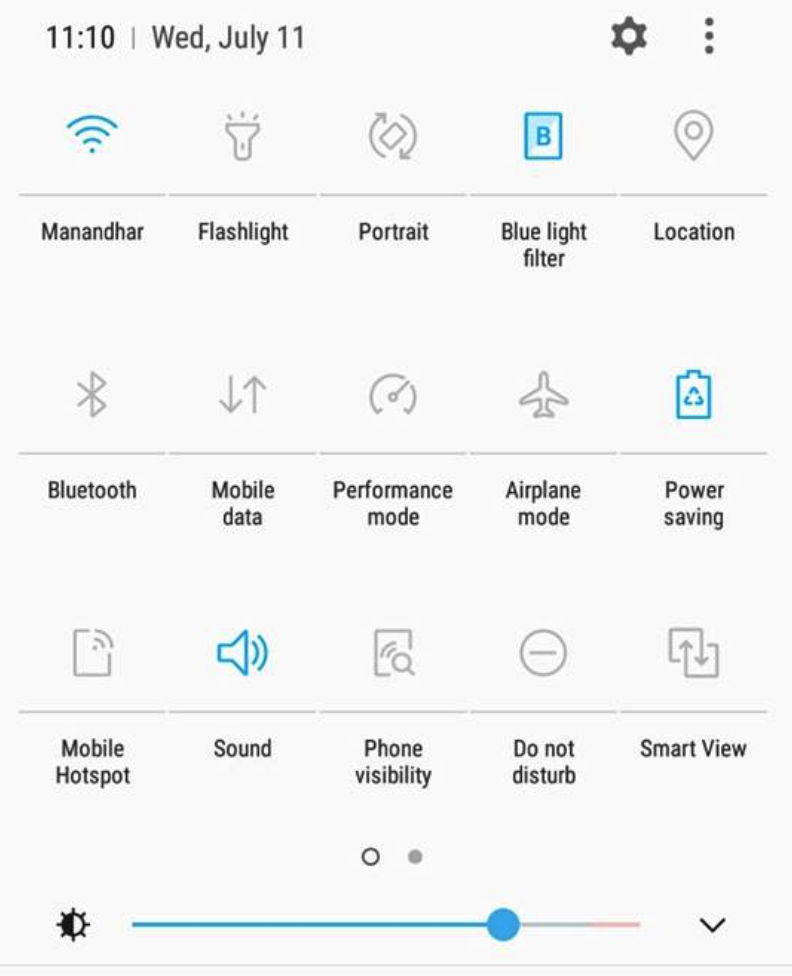 11:10 | Wed, July 11
B
Manandhar Flashlight Portrait Blue light Location
filter
Bluetooth Mobile Performance Airplane Power
data mode mode saving
Mobile Sound Phone Do not Smart View
Hotspot visibility disturb